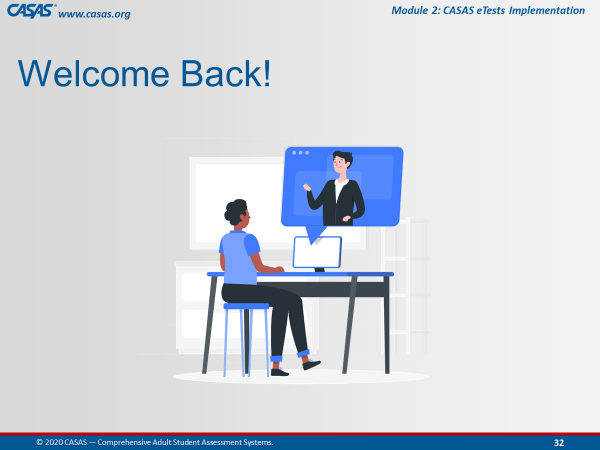 CASAS® www.casas.org
Module 2: CASAS eTests Implementation
Welcome Back!
© 2020 CASAS — Comprehensive Adult Student Assessment Systems.
32